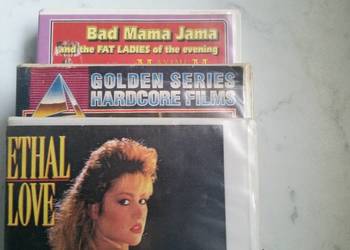 Bad Mama Jama
and the FAT LADIES of the evening
GOLDEN SERIES
HARDCORE FILMS
ETHAL
LOVE